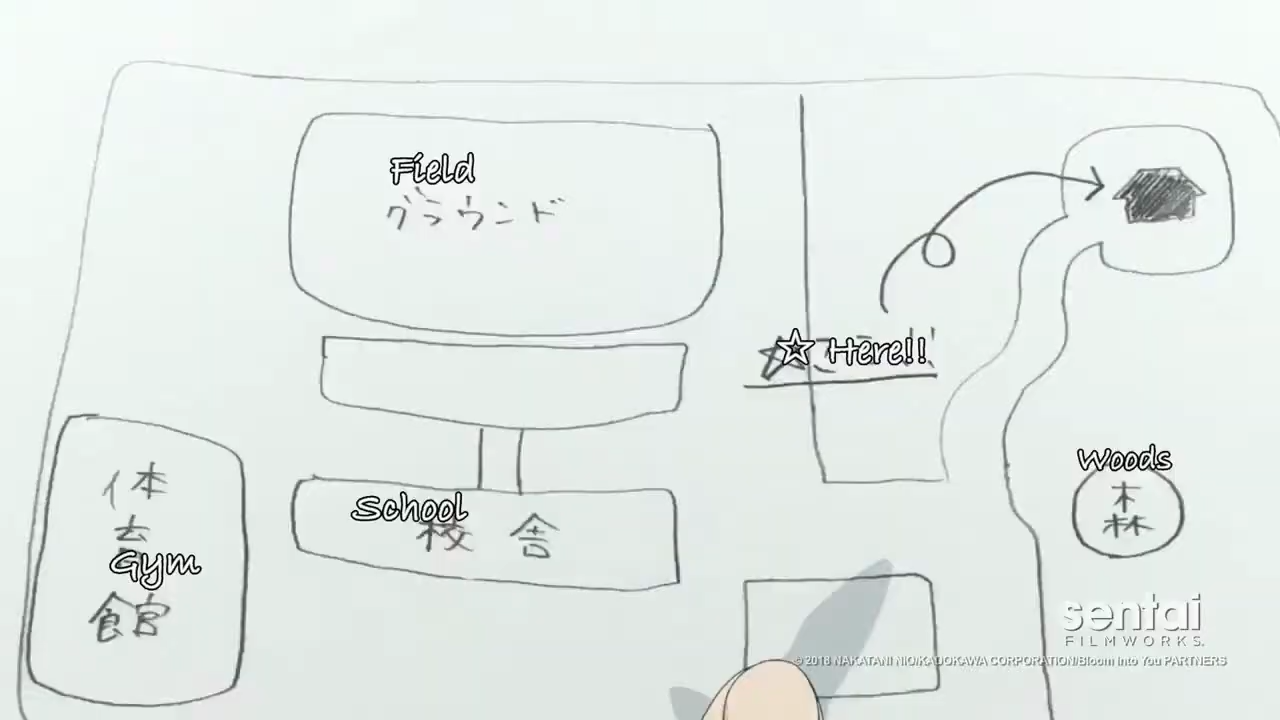 Field
グラウンド
☆ Here!!
Woods
森
School
校舎
体育
Gym
館
sentai
FILMWORKS.
© 2018 NAKATANI NIO/KADOKAWA CORPORATION/Bloom Into You PARTNERS